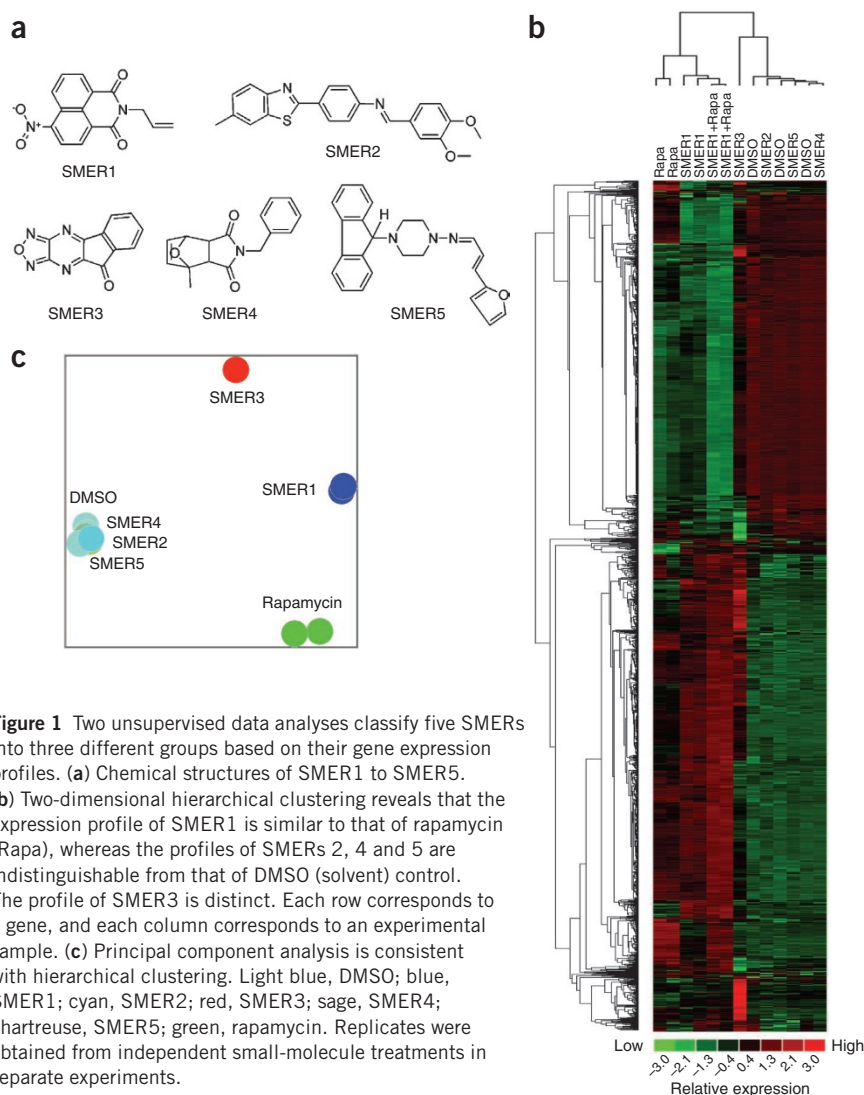 a
O
N
O
-O
N+
O
SMER1
N
S
N
O
O
SMER2
N
N
O
N
N
O
SMER3
O
O
N
O
SMER4
H
N
N
N
O
SMER5
b
Rapa
Rapa
SMER1
SMER1
SMER1+Rapa
SMER1+Rapa
SMER3
DMSO
SMER2
DMSO
SMER5
DMSO
SMER4
c
SMER3
SMER1
DMSO
SMER4
SMER2
SMER5
Rapamycin
Figure 1 Two unsupervised data analyses classify five SMERs
nto three different groups based on their gene expression
rofiles. (a) Chemical structures of SMER1 to SMER5.
b) Two-dimensional hierarchical clustering reveals that the
xpression profile of SMER1 is similar to that of rapamycin
Rapa), whereas the profiles of SMERs 2, 4 and 5 are
ndistinguishable from that of DMSO (solvent) control.
The profile of SMER3 is distinct. Each row corresponds to
gene, and each column corresponds to an experimental
ample. (c) Principal component analysis is consistent
with hierarchical clustering. Light blue, DMSO; blue,
SMER1; cyan, SMER2; red, SMER3; sage, SMER4;
hartreuse, SMER5; green, rapamycin. Replicates were
btained from independent small-molecule treatments in
eparate experiments.
Low
High
–3.0 –2.1 –1.3 –0.4 0.4 1.3 2.1 3.0
Relative expression